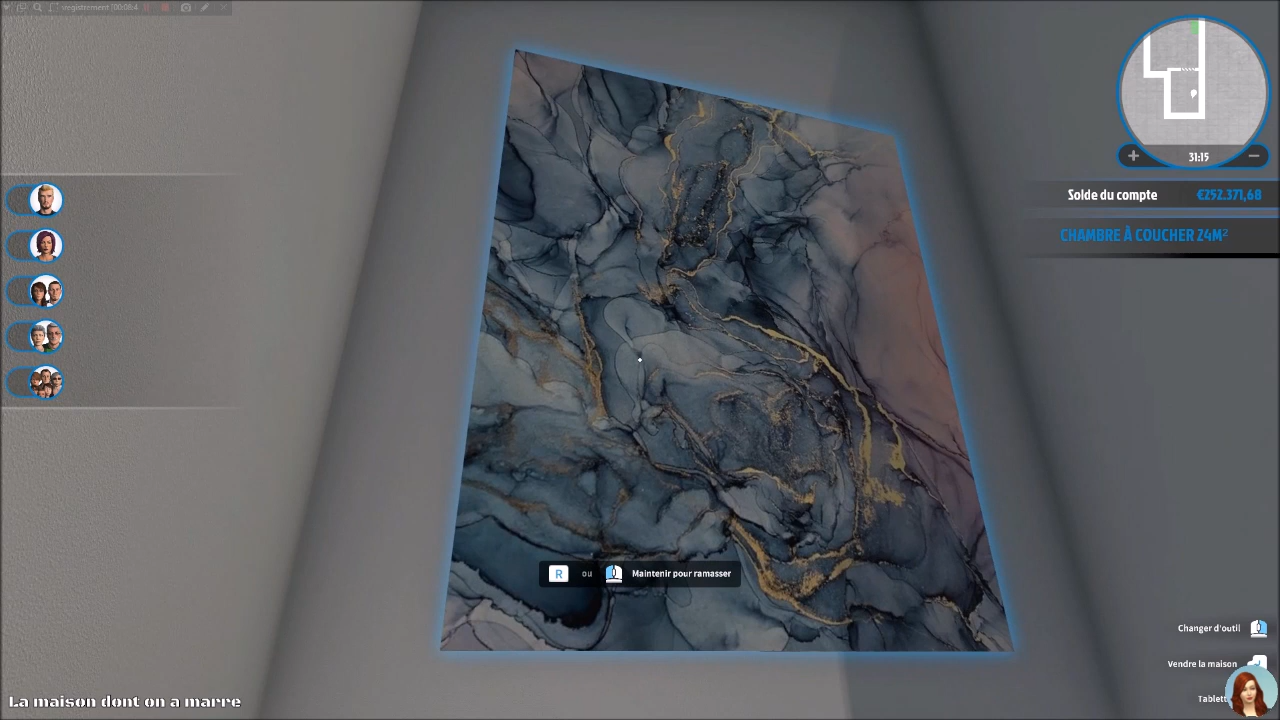 31:15
Solde du compte €252.371,68
CHAMBRE À COUCHER 24M²
R ou Maintenir pour ramasser
Changer d'outil
Vendre la maison
La maison dont on a marre